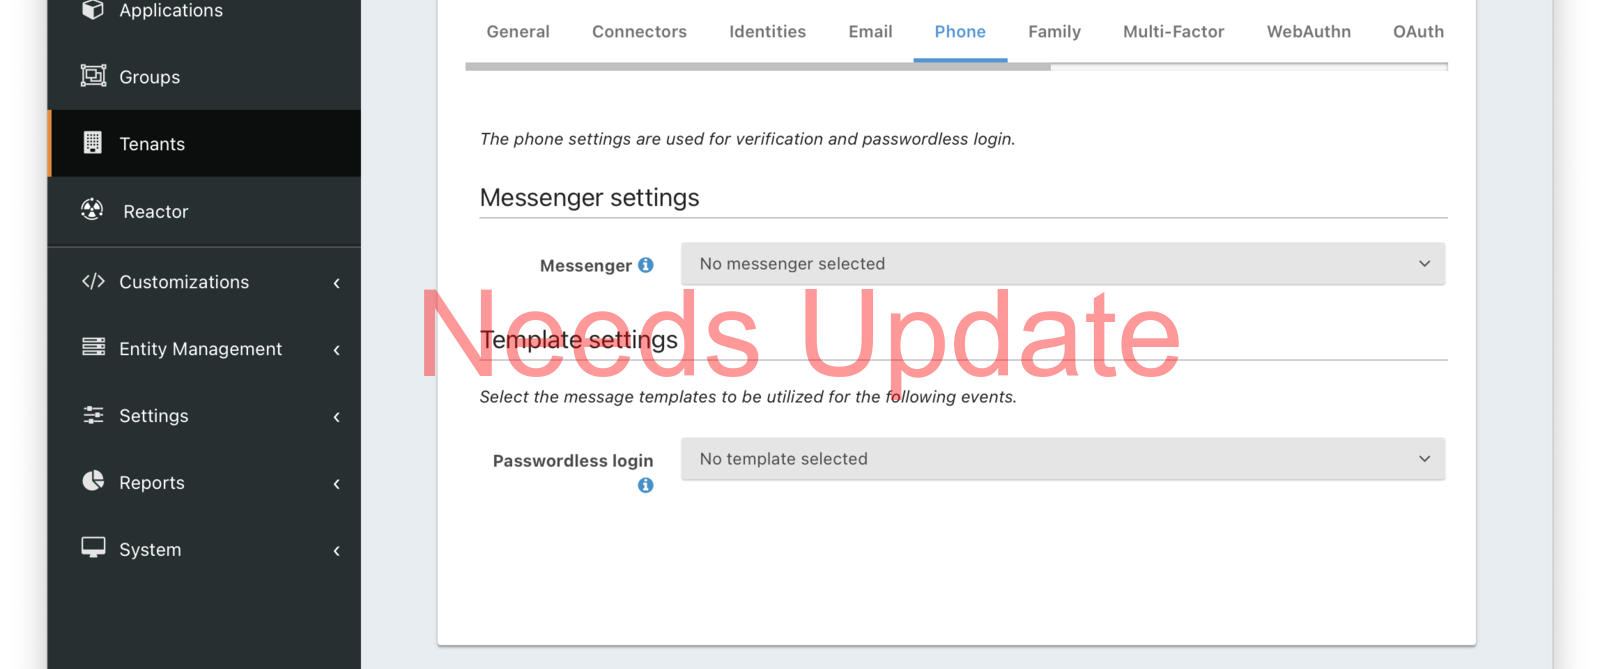 Applications
Groups
Tenants
Reactor
Customizations
Entity Management
Settings
Reports
System
General Connectors Identities Email Phone Family Multi-Factor WebAuthn OAuth
The phone settings are used for verification and passwordless login.
Messenger settings
Messenger No messenger selected
Needs Update
Template settings
Select the message templates to be utilized for the following events.
Passwordless login No template selected